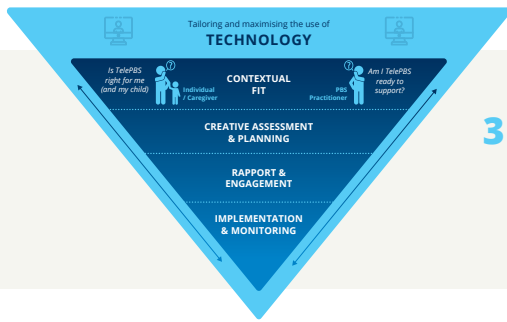 Tailoring and maximising the use of
TECHNOLOGY
Is TelePBS
right for me
(and my child)
?
Individual
/ Caregiver
CONTEXTUAL
FIT
PBS
Practitioner
?
Am I TelePBS
ready to
support?
CREATIVE ASSESSMENT
& PLANNING
RAPPORT &
ENGAGEMENT
IMPLEMENTATION
& MONITORING
3